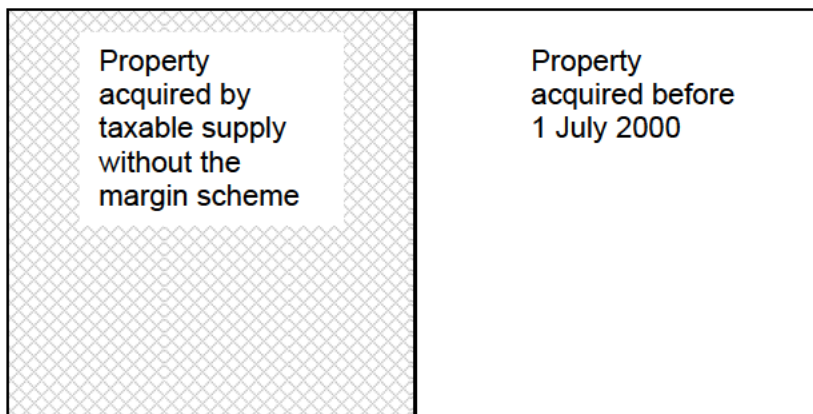 Property
acquired by
taxable supply
without the
margin scheme
Property
acquired before
1 July 2000